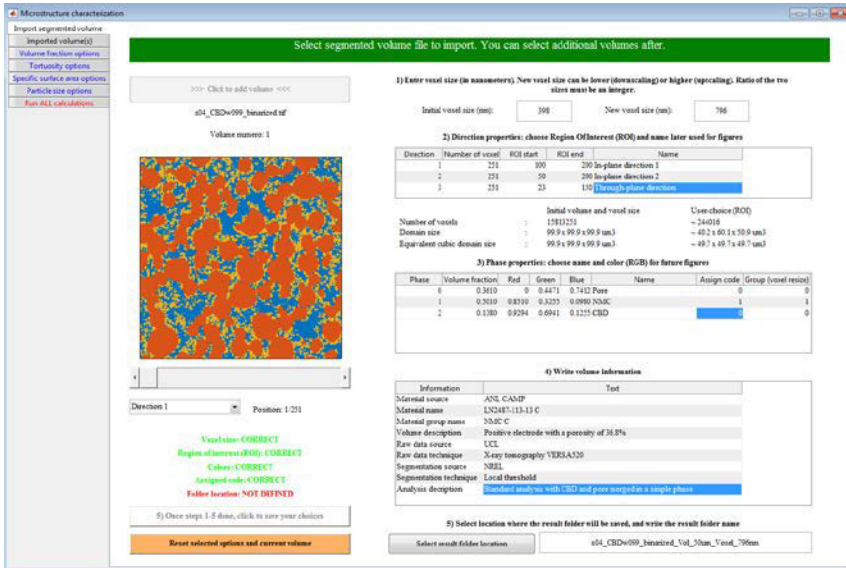 Microstructure characterization
Import segmented volume
Imported volume(s)
Volume fraction options
Tortuosity options
Specific surface area options
Particle size options
Run ALL calculations
Select segmented volume file to import. You can select additional volumes after.
>>> Click to add volume <<<
s04_CBDw099_binarized.tif
Volume numero: 1
Direction 1
Position: 1/251
Voxel size: CORRECT
Region of interest (ROI): CORRECT
Colors: CORRECT
Assigned code: CORRECT
Folder location: NOT DEFINED
5) Once steps 1-5 done, click to save your choices
Reset selected options and current volume
1) Enter voxel size (in nanometers). New voxel size can be lower (downscaling) or higher (upscaling). Ratio of the two
sizes must be an integer.
Initial voxel size (nm): 398 New voxel size (nm): 796
2) Direction properties: choose Region Of Interest (ROI) and name later used for figures
Direction Number of voxel ROI start ROI end Name
1 251 100 200 In-plane direction 1
2 251 50 200 In-plane direction 2
3 251 23 150 Through-plane direction
Initial volume and voxel size User-choice (ROI)
Number of voxels : 15813251 ~ 244016
Domain size : 99.9 x 99.9 x 99.9 um3 ~ 40.2 x 60.1 x 50.9 um3
Equivalent cubic domain size : 99.9 x 99.9 x 99.9 um3 ~ 49.7 x 49.7 x 49.7 um3
3) Phase properties: choose name and color (RGB) for future figures
Phase Volume fraction Red Green Blue Name Assign code Group (voxel resize)
0 0.3610 0 0.4471 0.7412 Pore 0 0
1 0.5010 0.8510 0.3255 0.0980 NMC 1 1
2 0.1380 0.9294 0.6941 0.1255 CBD 0 0
4) Write volume information
Information Text
Material source ANL CAMP
Material name LN2487-113-13 C
Material group name NMC C
Volume description Positive electrode with a porosity of 36.8%
Raw data source UCL
Raw data technique X-ray tomography VERSA520
Segmentation source NREL
Segmentation technique Local threshold
Analysis decription Standard analysis with CBD and pore merged in a simple phase
5) Select location where the result folder will be saved, and write the result folder name
Select result folder location s04_CBDw099_binarized_Vol_50um_Voxel_796nm